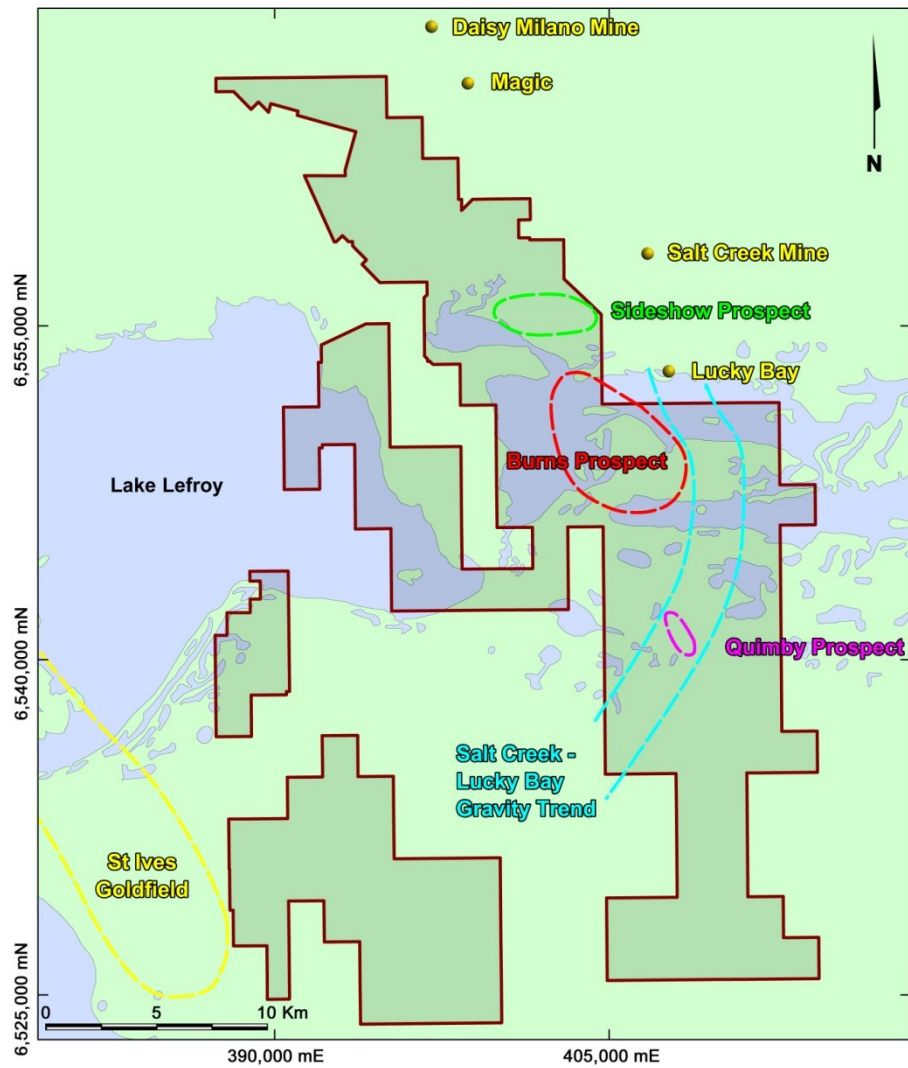 Daisy Milano Mine
Magic
N
Salt Creek Mine
Sideshow Prospect
6,555,000 mN
Lucky Bay
Burns Prospect
Lake Lefroy
Quimby Prospect
6,540,000 mN
Salt Creek -
Lucky Bay
Gravity Trend
St Ives
Goldfield
6,525,000 mN
0 5 10 Km
390,000 mE 405,000 mE